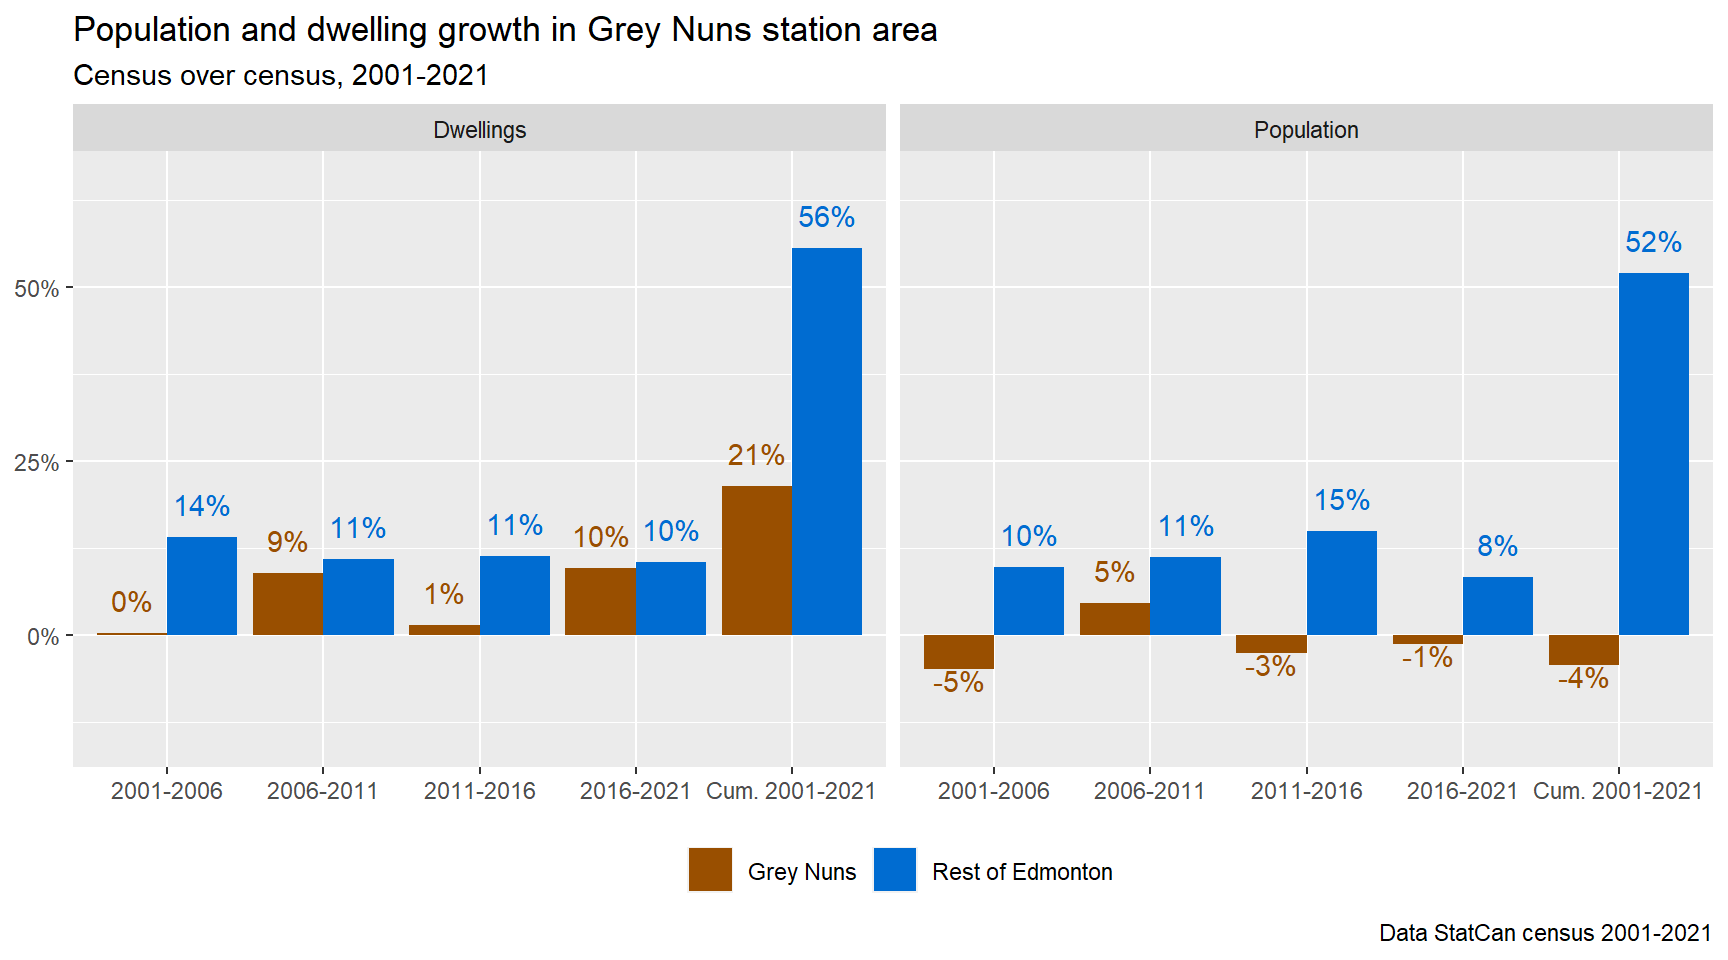 Population and dwelling growth in Grey Nuns station area
Census over census, 2001-2021
Dwellings
Population
56%
52%
50%
25%
21%
14%
9%
11%
11%
10%
10%
0%
1%
10%
11%
15%
8%
5%
0%
-5%
-3%
-1%
-4%
2001-2006 2006-2011 2011-2016 2016-2021 Cum. 2001-2021
2001-2006 2006-2011 2011-2016 2016-2021 Cum. 2001-2021
Grey Nuns
Rest of Edmonton
Data StatCan census 2001-2021